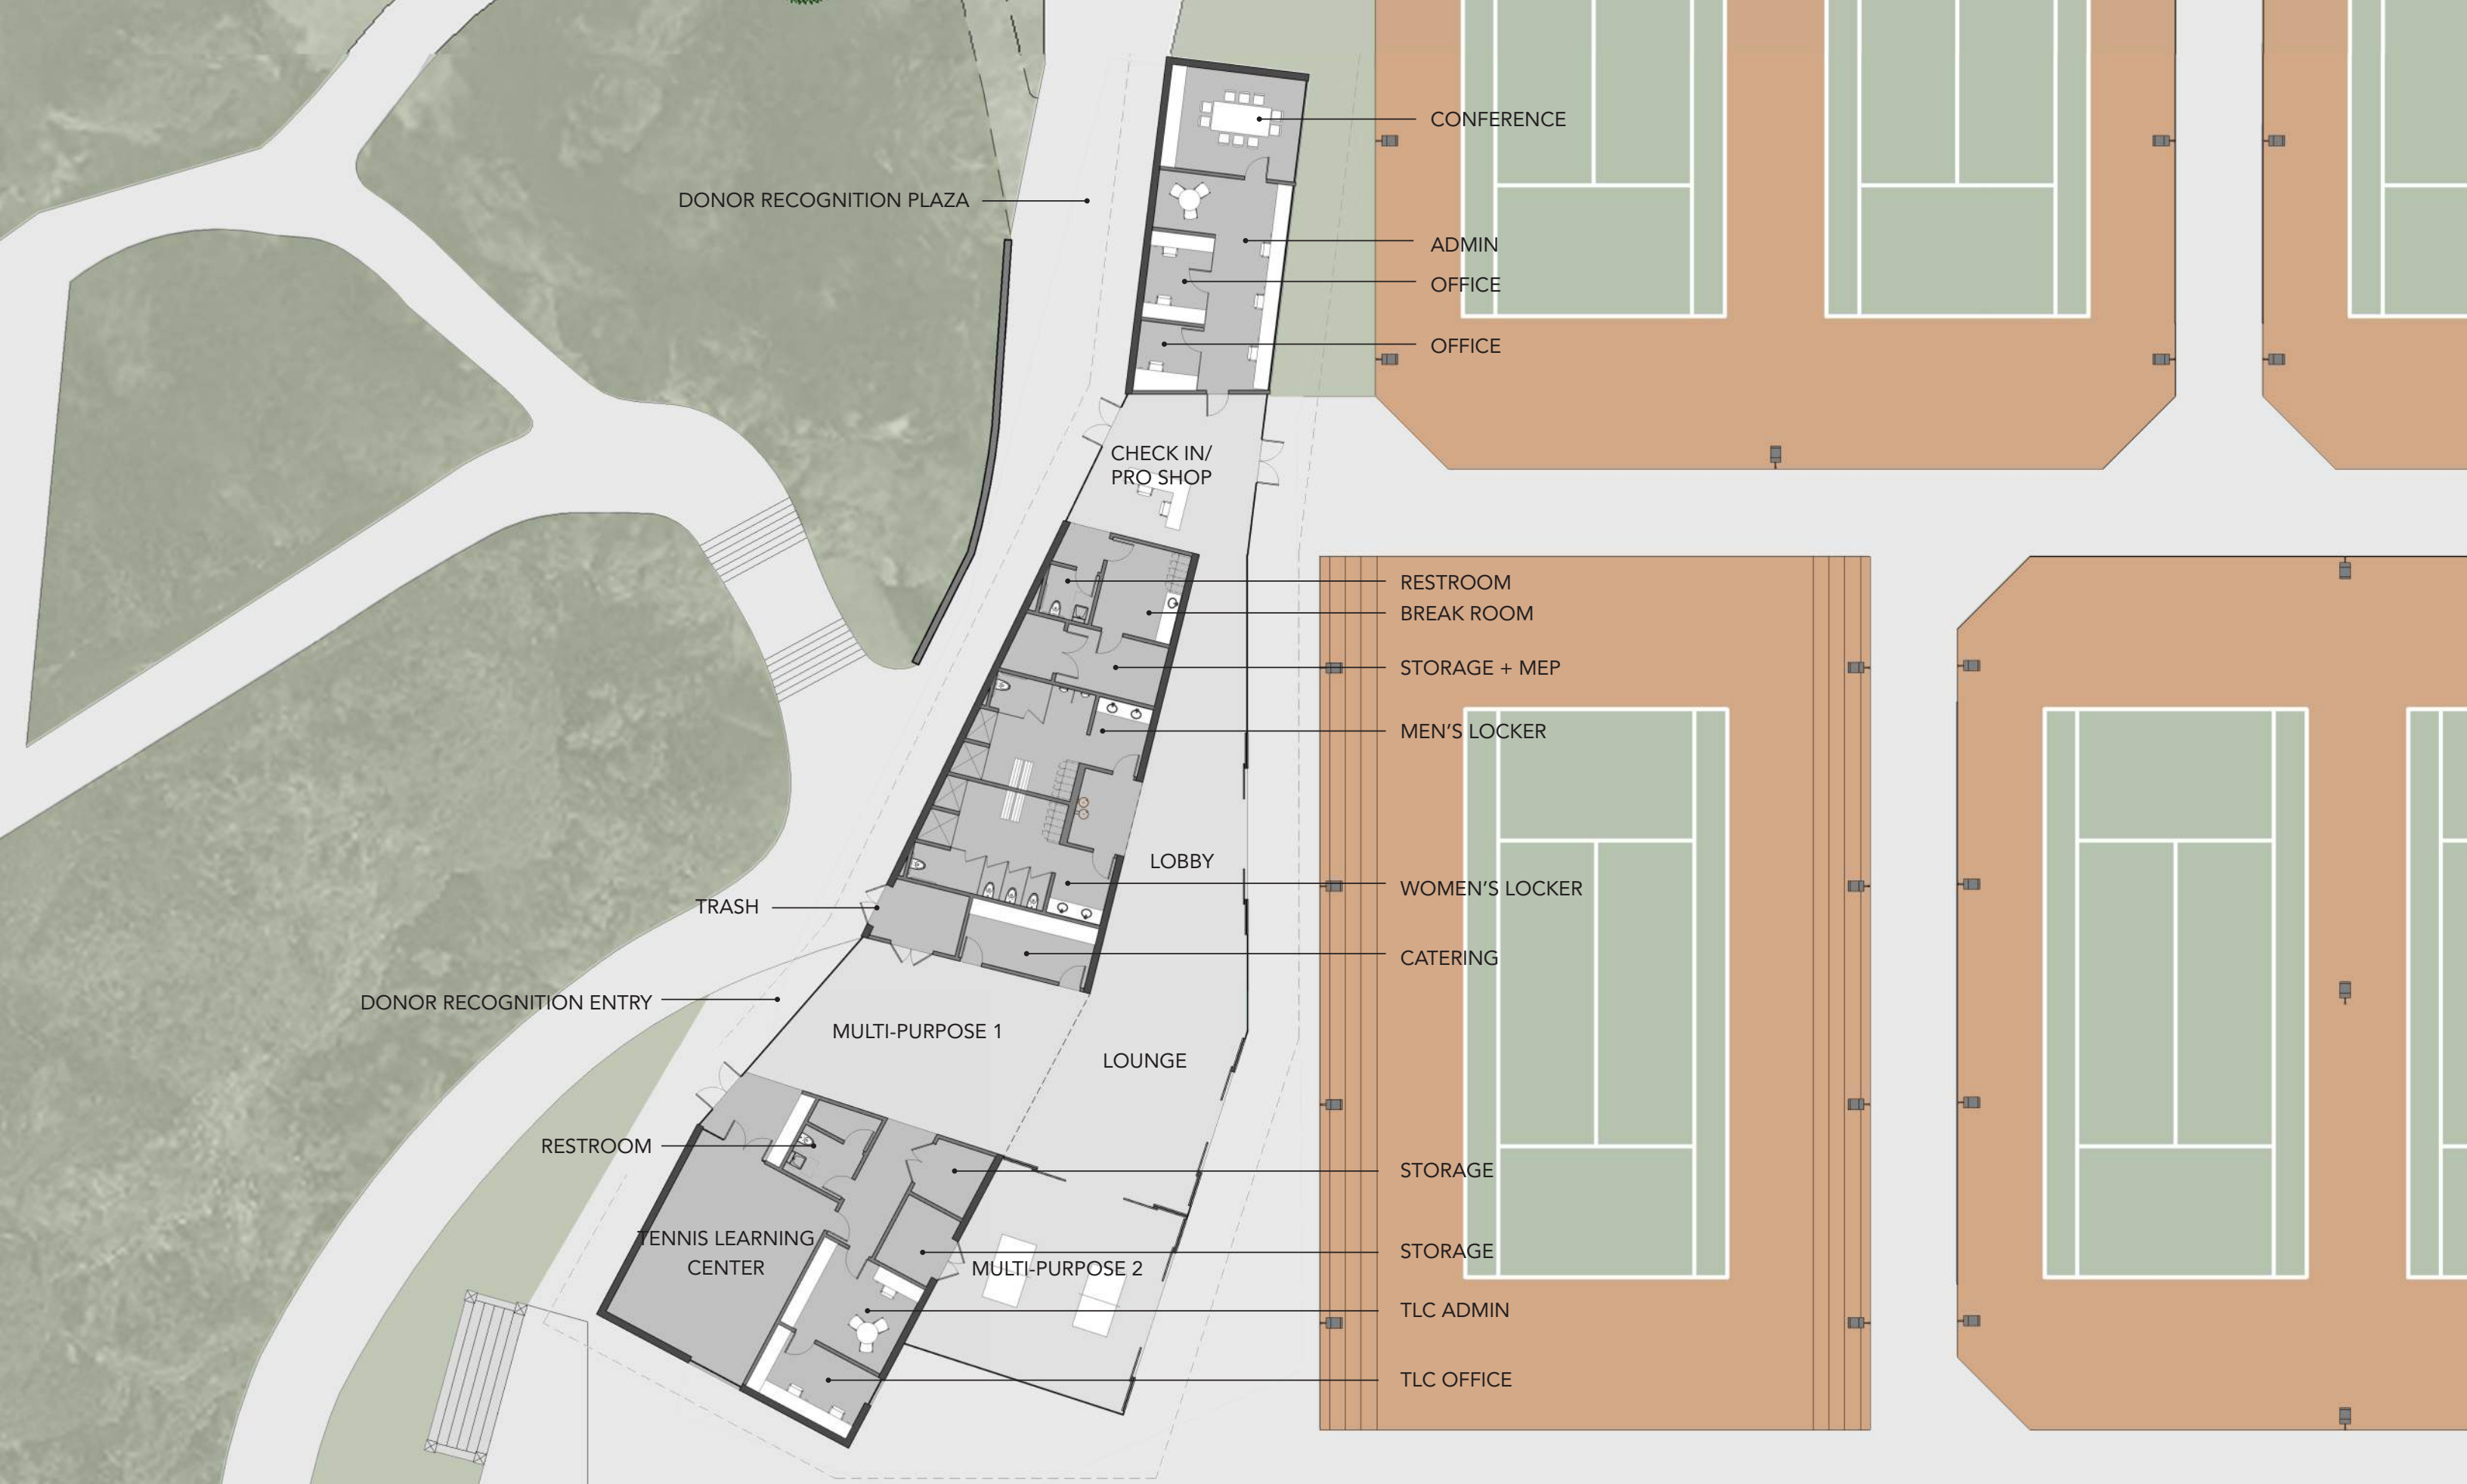 CONFERENCE
DONOR RECOGNITION PLAZA
ADMIN
OFFICE
OFFICE
CHECK IN/
PRO SHOP
RESTROOM
BREAK ROOM
STORAGE + MEP
MEN'S LOCKER
LOBBY
WOMEN'S LOCKER
TRASH
CATERING
DONOR RECOGNITION ENTRY
MULTI-PURPOSE 1
LOUNGE
RESTROOM
STORAGE
TENNIS LEARNING
CENTER
STORAGE
MULTI-PURPOSE 2
TLC ADMIN
TLC OFFICE